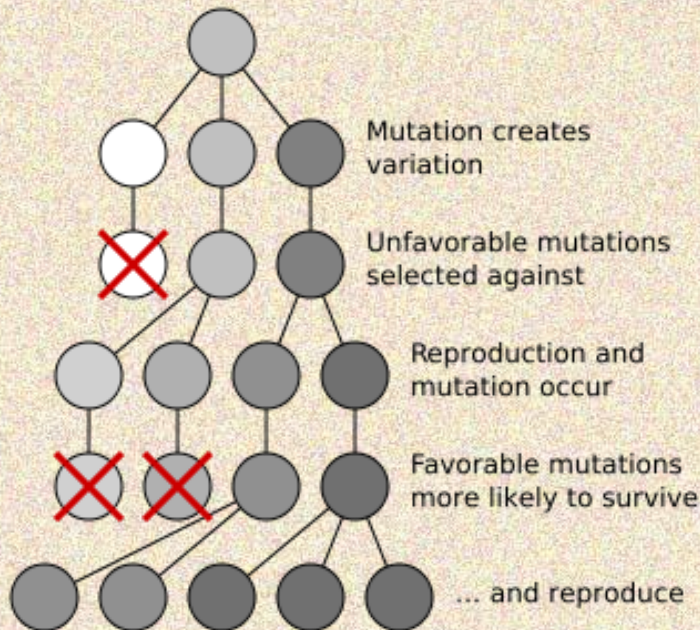 Mutation creates
variation
Unfavorable mutations
selected against
Reproduction and
mutation occur
Favorable mutations
more likely to survive
... and reproduce